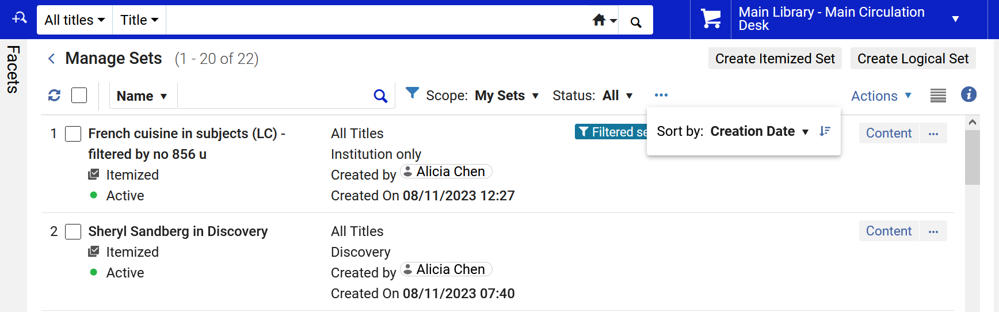 All titles Title
Main Library - Main Circulation
Desk
Facets
Manage Sets (1 - 20 of 22)
Create Itemized Set Create Logical Set
Name Scope: My Sets Status: All ••• Actions
Sort by: Creation Date
1 French cuisine in subjects (LC) -
filtered by no 856 u
Itemized
Active
All Titles
Institution only
Created by Alicia Chen
Created On 08/11/2023 12:27
Filtered se
Content •••
2 Sheryl Sandberg in Discovery
Itemized
Active
All Titles
Discovery
Created by Alicia Chen
Created On 08/11/2023 07:40
Content •••